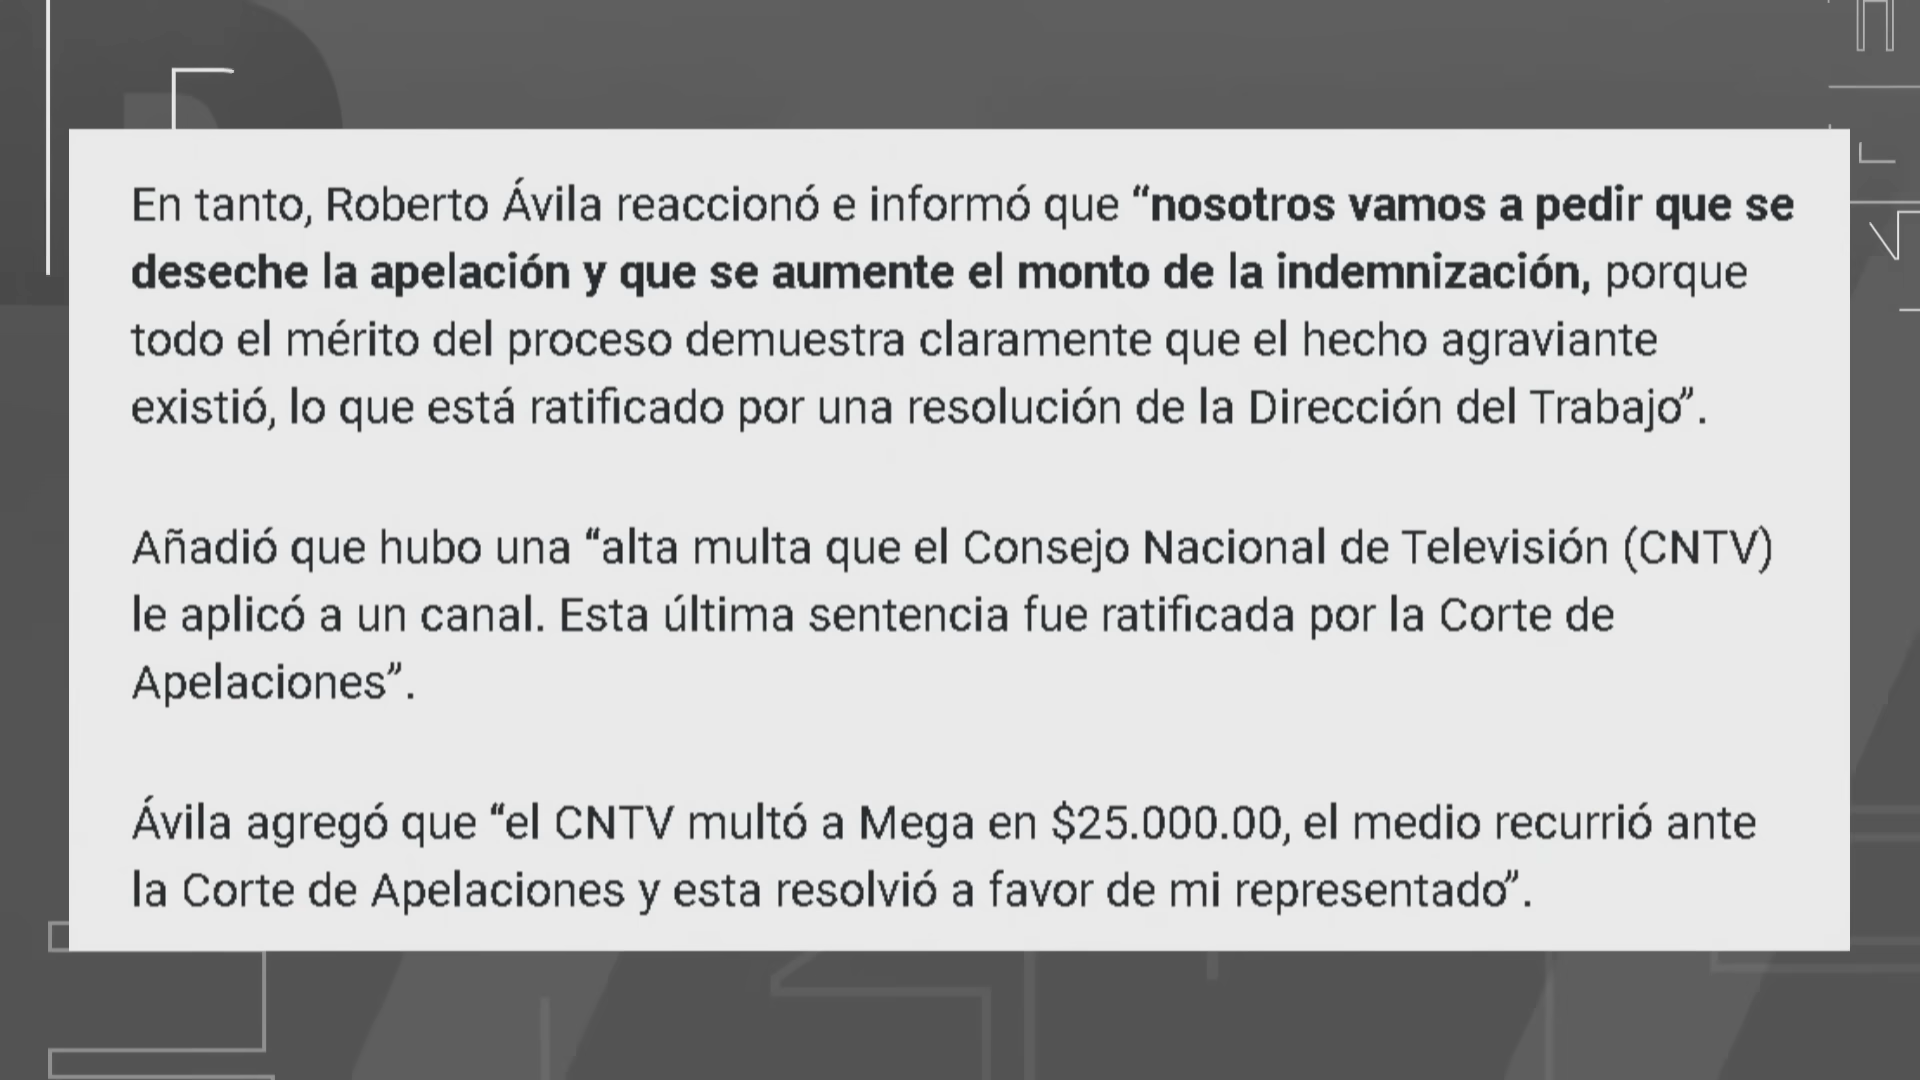 En tanto, Roberto Ávila reaccionó e informó que “nosotros vamos a pedir que se
deseche la apelación y que se aumente el monto de la indemnización, porque
todo el mérito del proceso demuestra claramente que el hecho agraviante
existió, lo que está ratificado por una resolución de la Dirección del Trabajo”.
Añadió que hubo una “alta multa que el Consejo Nacional de Televisión (CNTV)
le aplicó a un canal. Esta última sentencia fue ratificada por la Corte de
Apelaciones”.
Ávila agregó que “el CNTV multó a Mega en $25.000.00, el medio recurrió ante
la Corte de Apelaciones y esta resolvió a favor de mi representado”.